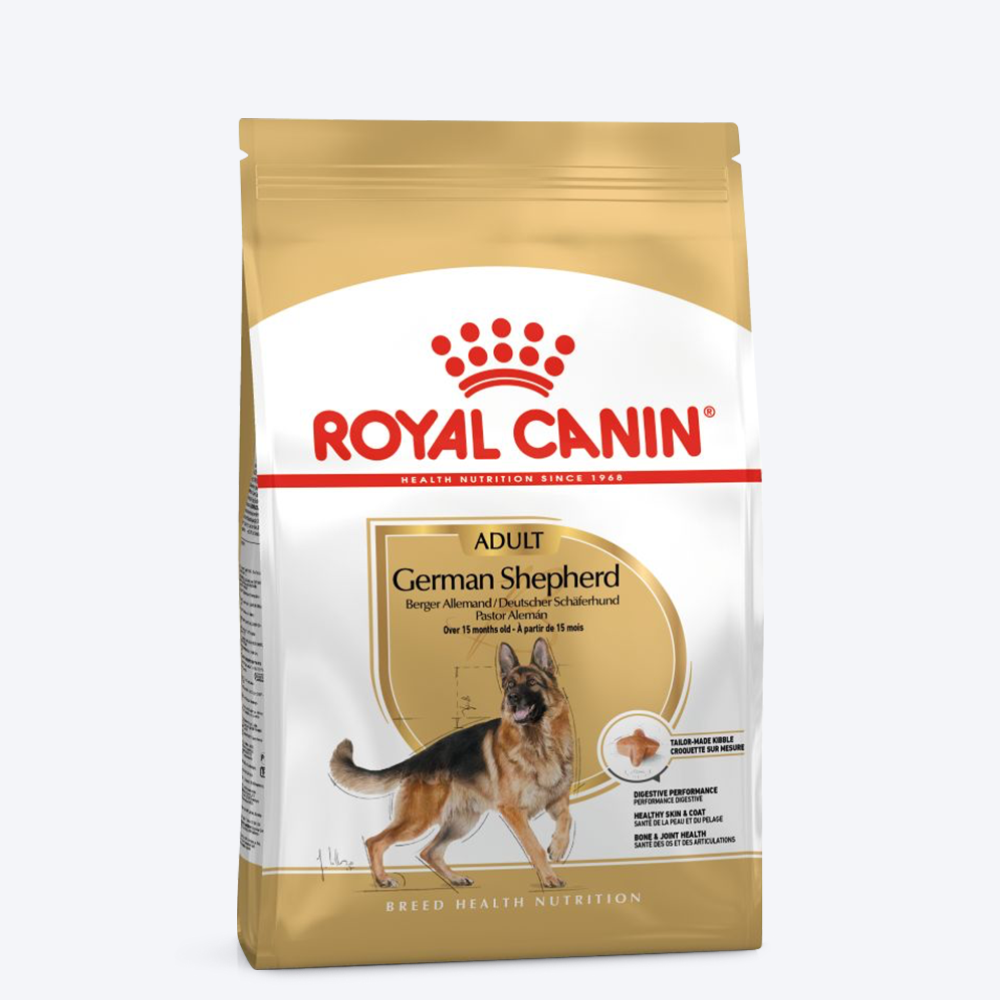 ROYAL CANIN®
HEALTH NUTRITION SINCE 1968
ADULT
German Shepherd
Berger Allemand/Deutscher Schäferhund
Pastor Alemán
Over 15 months old - À partir de 15 mois
TAILOR-MADE KIBBLE
CROQUETTE SUR MESURE
DIGESTIVE PERFORMANCE
PERFORMANCE DIGESTIVE
HEALTHY SKIN & COAT
SANTÉ DE LA PEAU ET DU PELAGE
BONE & JOINT HEALTH
SANTÉ DES OS ET DES ARTICULATIONS
BREED HEALTH NUTRITION